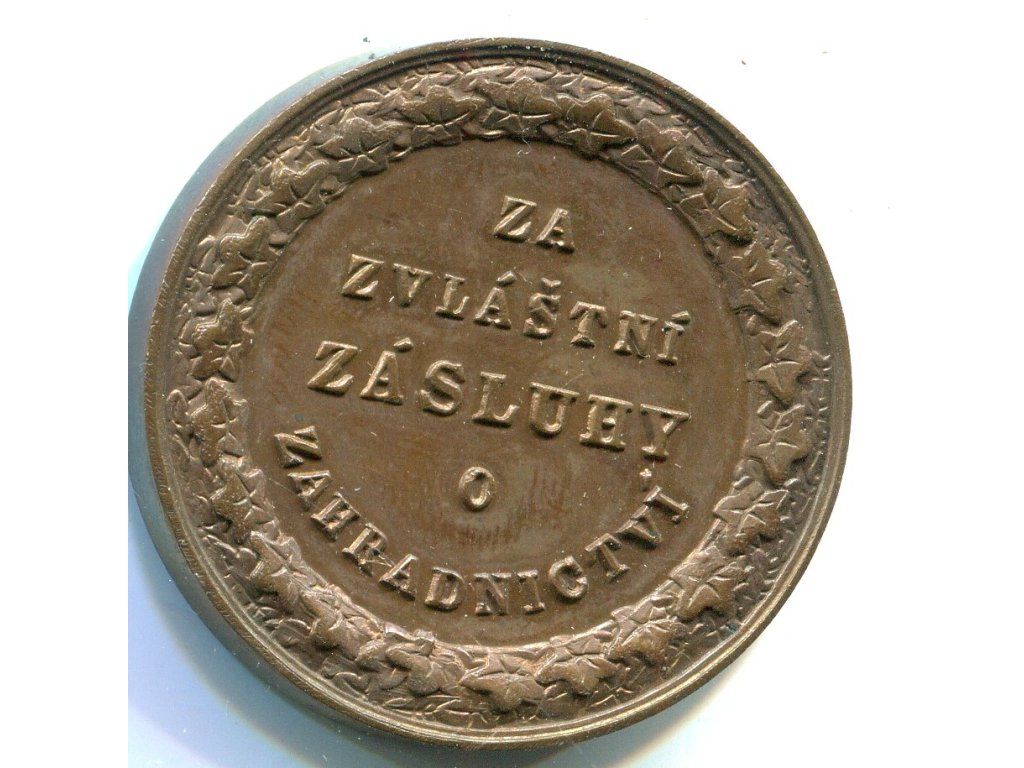 ZA
ZVLÁŠTNÍ
ZÁSLUHY
O
ZAHRADNICTVÍ